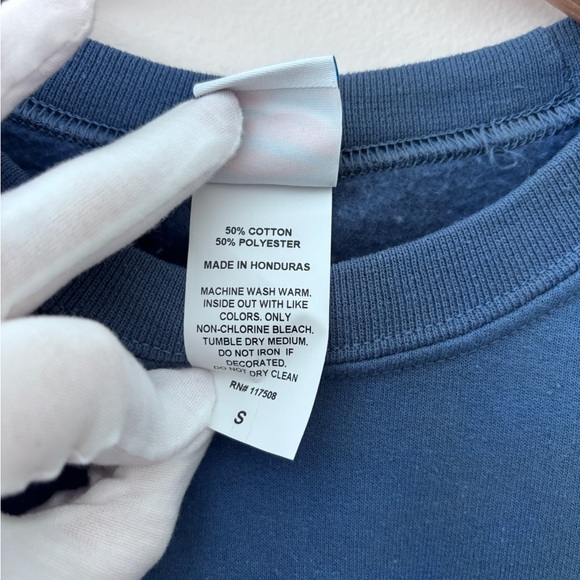 50% COTTON
50% POLYESTER
MADE IN HONDURAS
MACHINE WASH WARM.
INSIDE OUT WITH LIKE
COLORS. ONLY
NON-CHLORINE BLEACH.
TUMBLE DRY MEDIUM.
DO NOT IRON IF
DECORATED.
DO NOT DRY CLEAN
RN# 117508
S